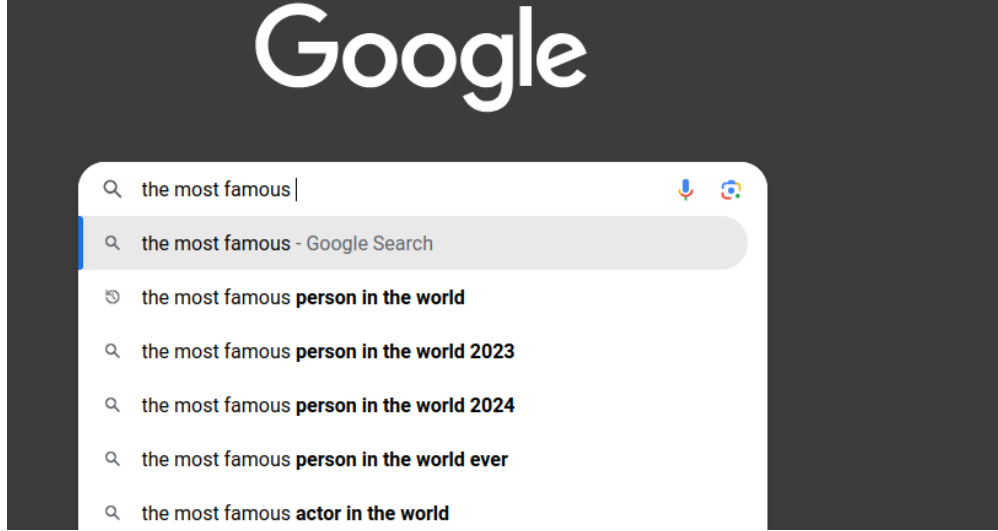 Google
the most famous
the most famous - Google Search
the most famous person in the world
the most famous person in the world 2023
the most famous person in the world 2024
the most famous person in the world ever
the most famous actor in the world